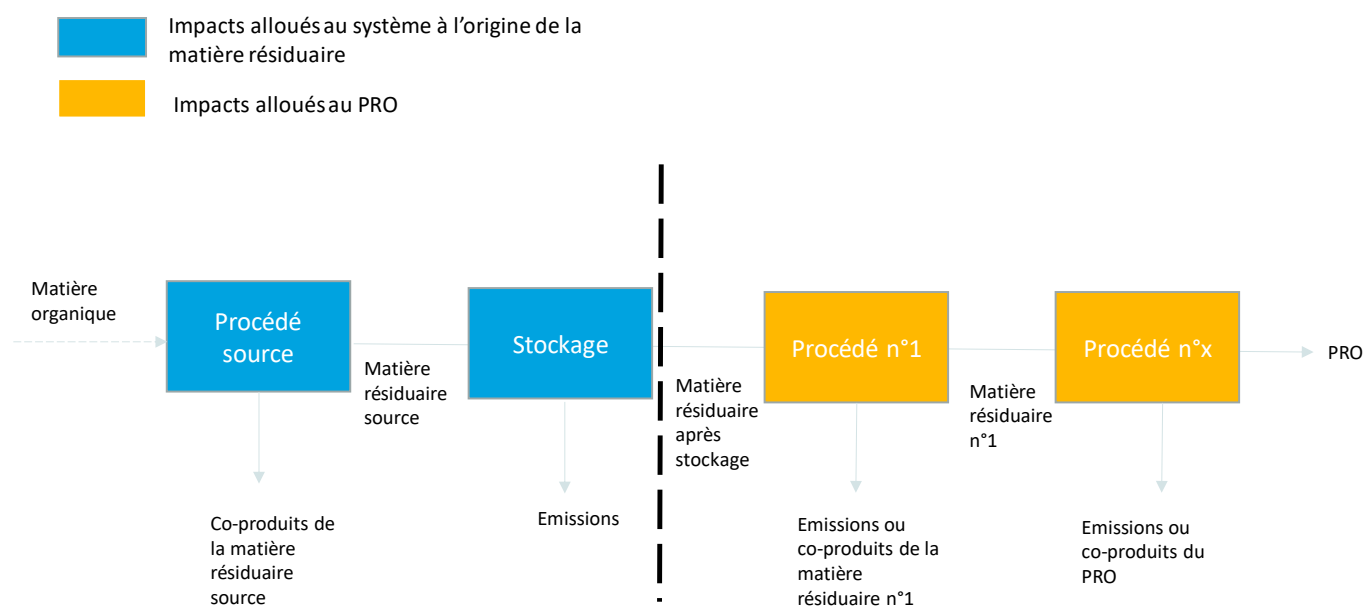 Impacts alloués au système à l’origine de la
matière résiduaire
Impacts alloués au PRO
Matière
organique
Procédé
source
Matière
résiduaire
source
Stockage
Matière
résiduaire
après
stockage
Procédé n°1
Matière
résiduaire
n°1
Procédé n°x
PRO
Co-produits de
la matière
résiduaire
source
Emissions
Emissions ou
co-produits de la
matière
résiduaire n°1
Emissions ou
co-produits du
PRO